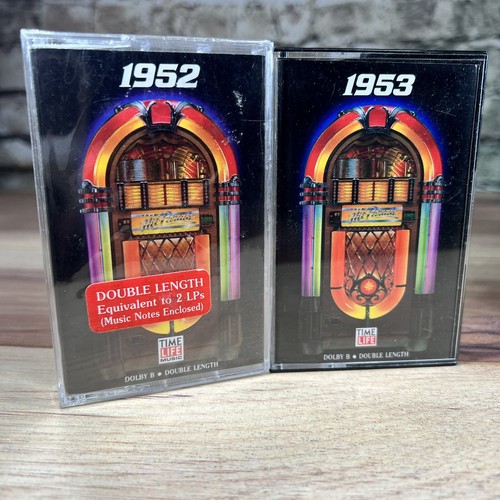 1952
Hit Parade
DOUBLE LENGTH
Equivalent to 2 LPs
(Music Notes Enclosed)
TIME
LIFE
MUSIC
DOLBY B ● DOUBLE LENGTH
1953
Hit Parade
TIME
LIFE
DOLBY B ● DOUBLE LENGTH